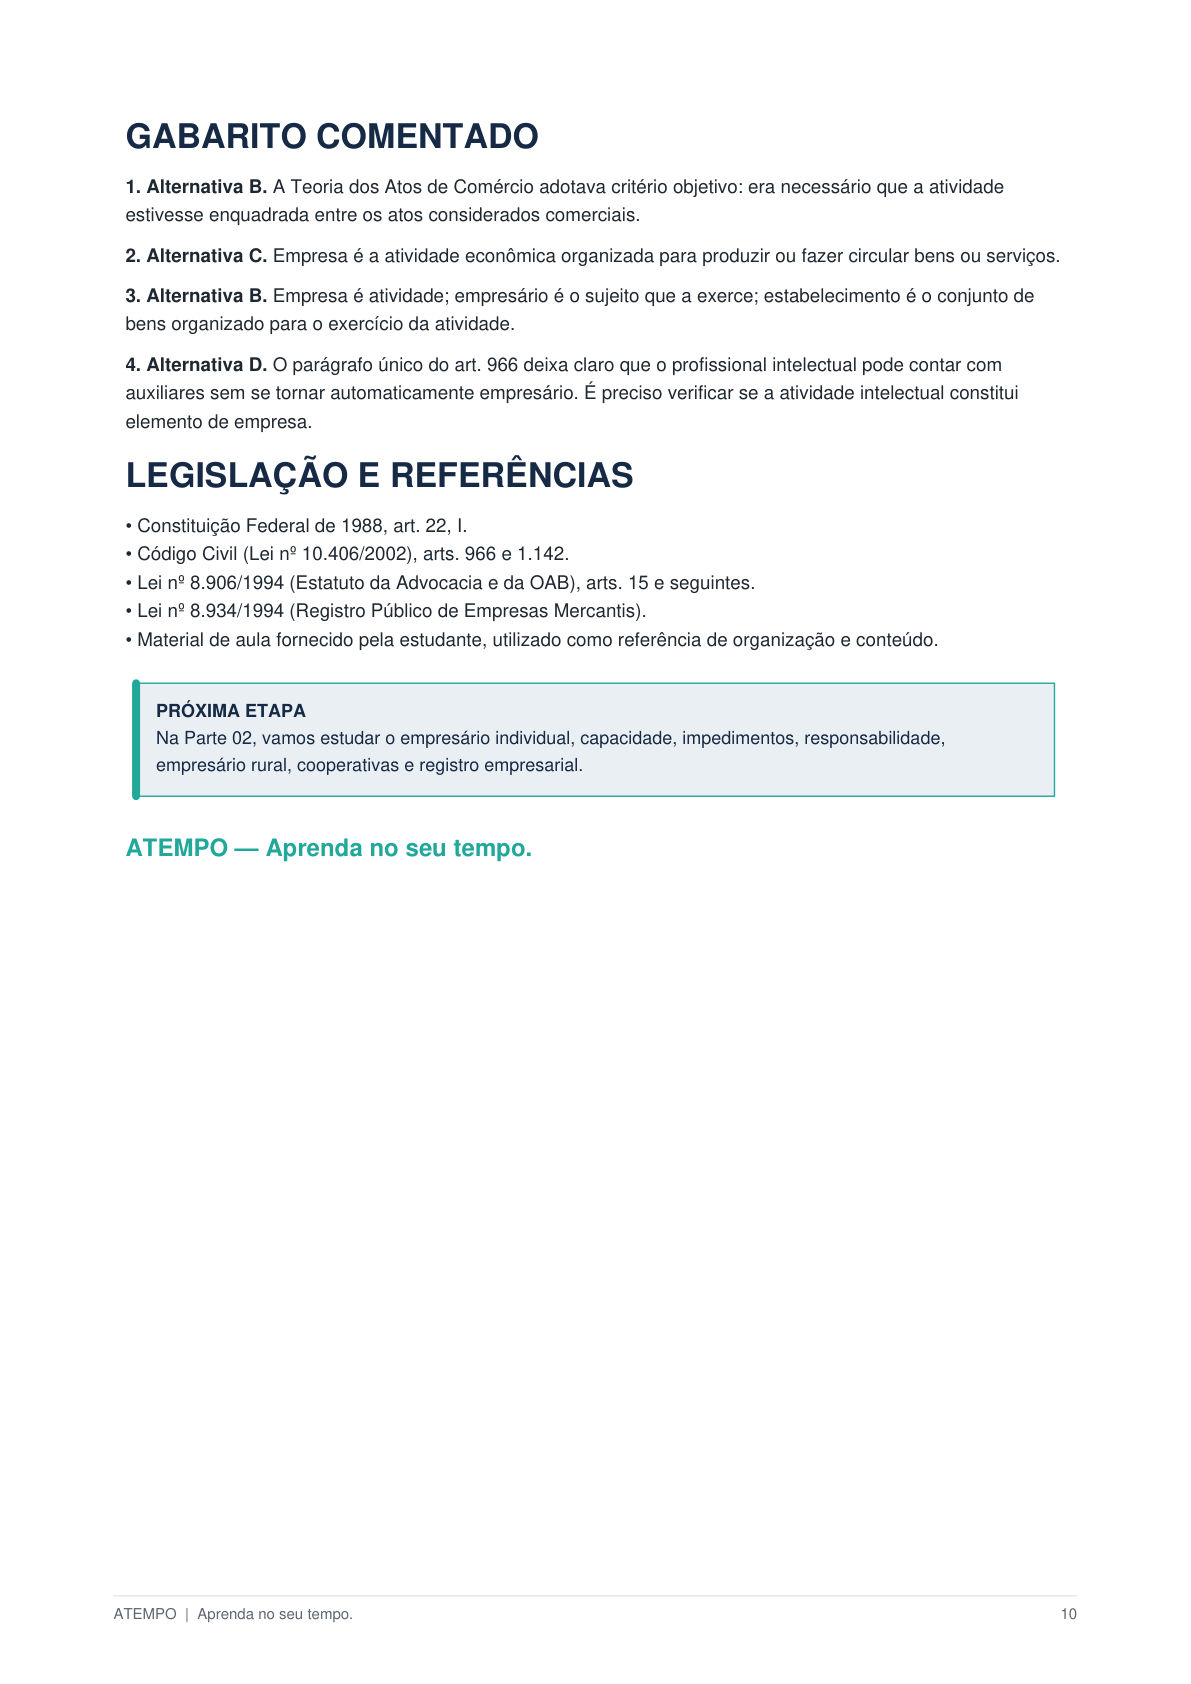 GABARITO COMENTADO
1. Alternativa B. A Teoria dos Atos de Comércio adotava critério objetivo: era necessário que a atividade
estivesse enquadrada entre os atos considerados comerciais.
2. Alternativa C. Empresa é a atividade econômica organizada para produzir ou fazer circular bens ou serviços.
3. Alternativa B. Empresa é atividade; empresário é o sujeito que a exerce; estabelecimento é o conjunto de
bens organizado para o exercício da atividade.
4. Alternativa D. O parágrafo único do art. 966 deixa claro que o profissional intelectual pode contar com
auxiliares sem se tornar automaticamente empresário. É preciso verificar se a atividade intelectual constitui
elemento de empresa.
LEGISLAÇÃO E REFERÊNCIAS
• Constituição Federal de 1988, art. 22, I.
• Código Civil (Lei nº 10.406/2002), arts. 966 e 1.142.
• Lei nº 8.906/1994 (Estatuto da Advocacia e da OAB), arts. 15 e seguintes.
• Lei nº 8.934/1994 (Registro Público de Empresas Mercantis).
• Material de aula fornecido pela estudante, utilizado como referência de organização e conteúdo.
PRÓXIMA ETAPA
Na Parte 02, vamos estudar o empresário individual, capacidade, impedimentos, responsabilidade,
empresário rural, cooperativas e registro empresarial.
ATEMPO — Aprenda no seu tempo.
ATEMPO | Aprenda no seu tempo.
10